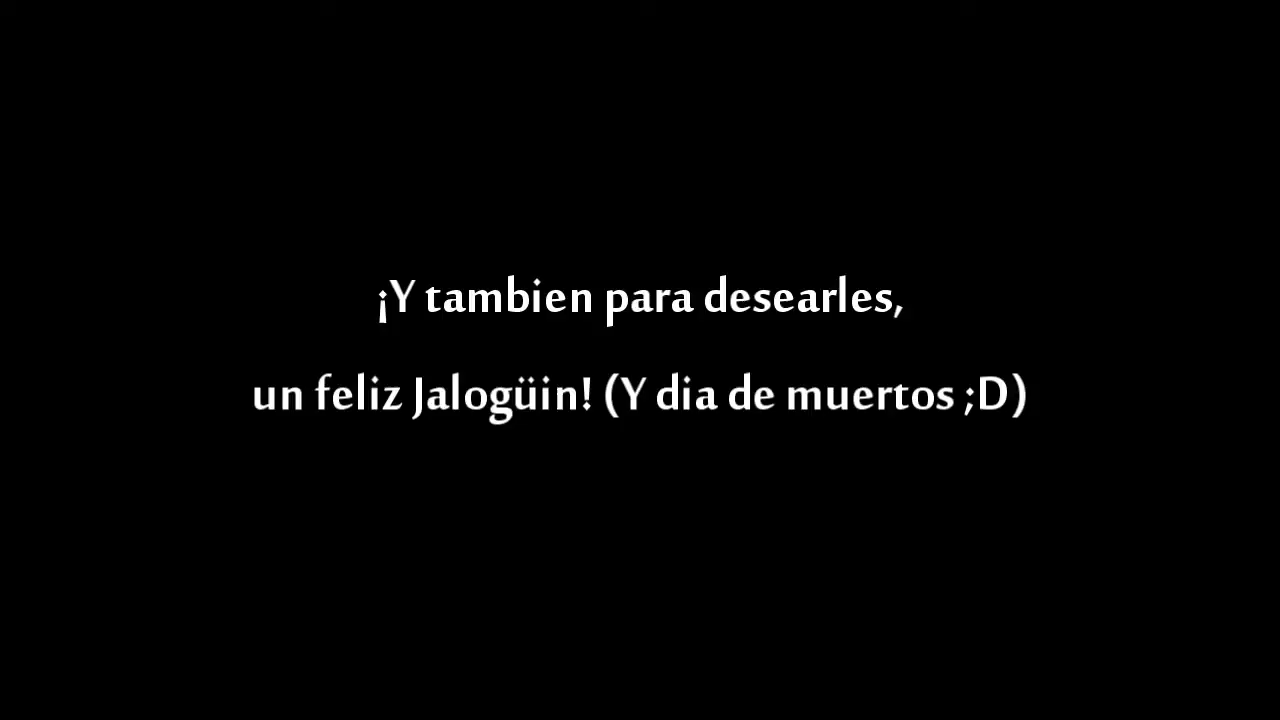 ¡Y tambien para desearles,
un feliz Jalogüin! (Y dia de muertos ;D)